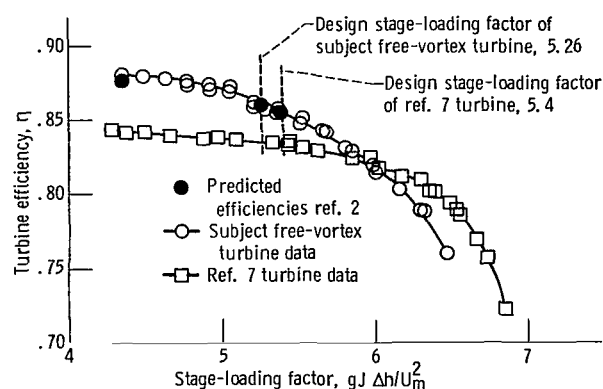 Design stage-loading factor of
subject free-vortex turbine, 5.26
Design stage-loading factor
of ref. 7 turbine, 5.4
.90
.85
.80
.75
.70
Turbine efficiency, η
Predicted
efficiencies ref. 2
Subject free-vortex
turbine data
Ref. 7 turbine data
4
5
6
7
Stage-loading factor, gJ Δh/U²m